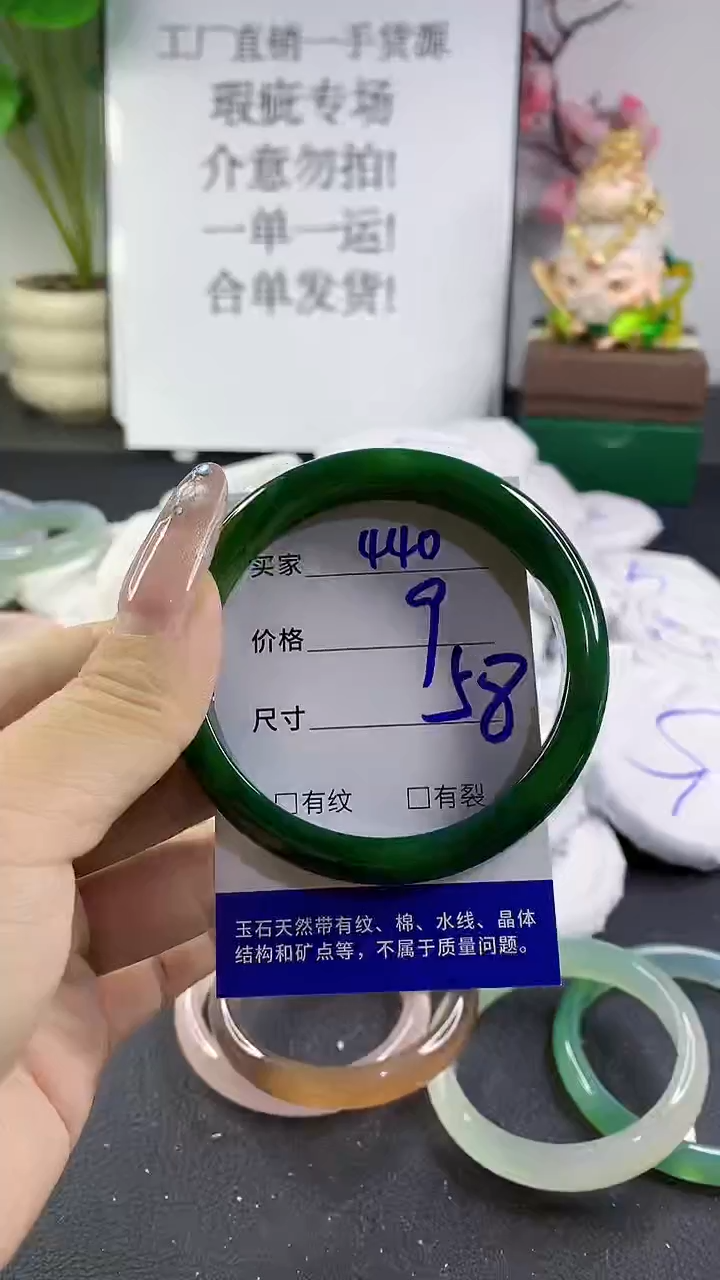 工厂直销一手货源
瑕疵专场
介意勿拍!
一单一运!
合单发货!
买家 440
价格 9
尺寸 58
□有纹 □有裂
玉石天然带有纹、棉、水线、晶体
结构和矿点等，不属于质量问题。